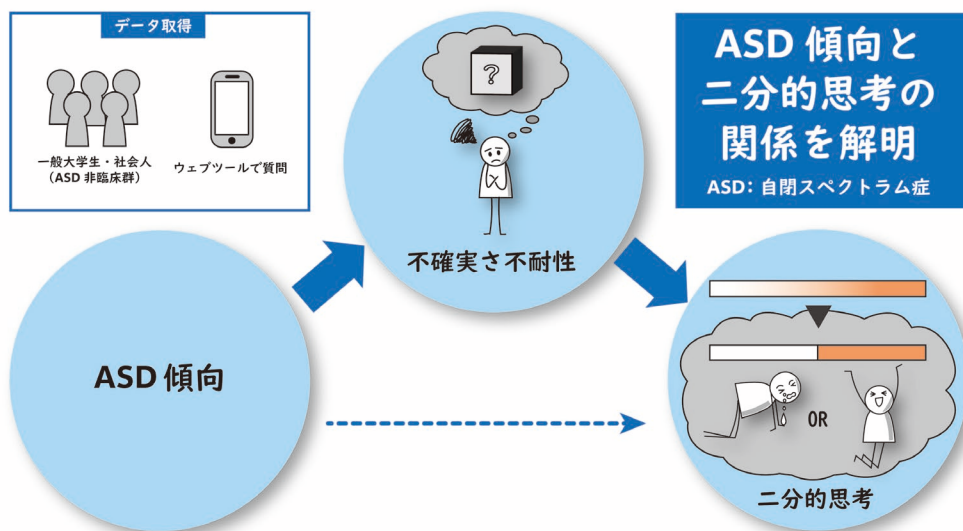 データ取得
一般大学生・社会人
（ASD 非臨床群）
ウェブツールで質問
?
不確実さ不耐性
ASD 傾向と
二分的思考の
関係を解明
ASD：自閉スペクトラム症
ASD 傾向
OR
二分的思考